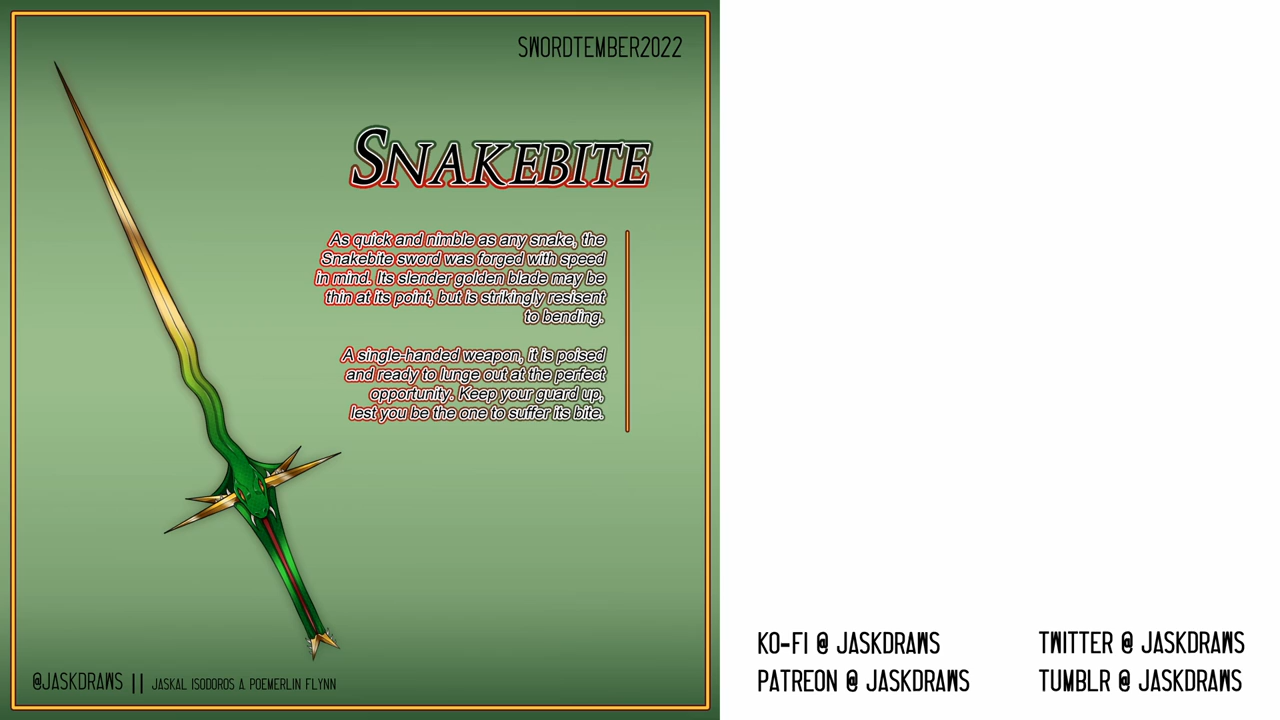 SWORDTEMBER2022
SNAKEBITE
As quick and nimble as any snake, the
Snakebite sword was forged with speed
in mind. Its slender golden blade may be
thin at its point, but is strikingly resisent
to bending.
A single-handed weapon, it is poised
and ready to lunge out at the perfect
opportunity. Keep your guard up,
lest you be the one to suffer its bite.
@JASKDRAWS || JASKAL ISODOROS A POEMERLIN FLYNN
KO-FI @ JASKDRAWS
TWITTER @ JASKDRAWS
PATREON @ JASKDRAWS
TUMBLR @ JASKDRAWS